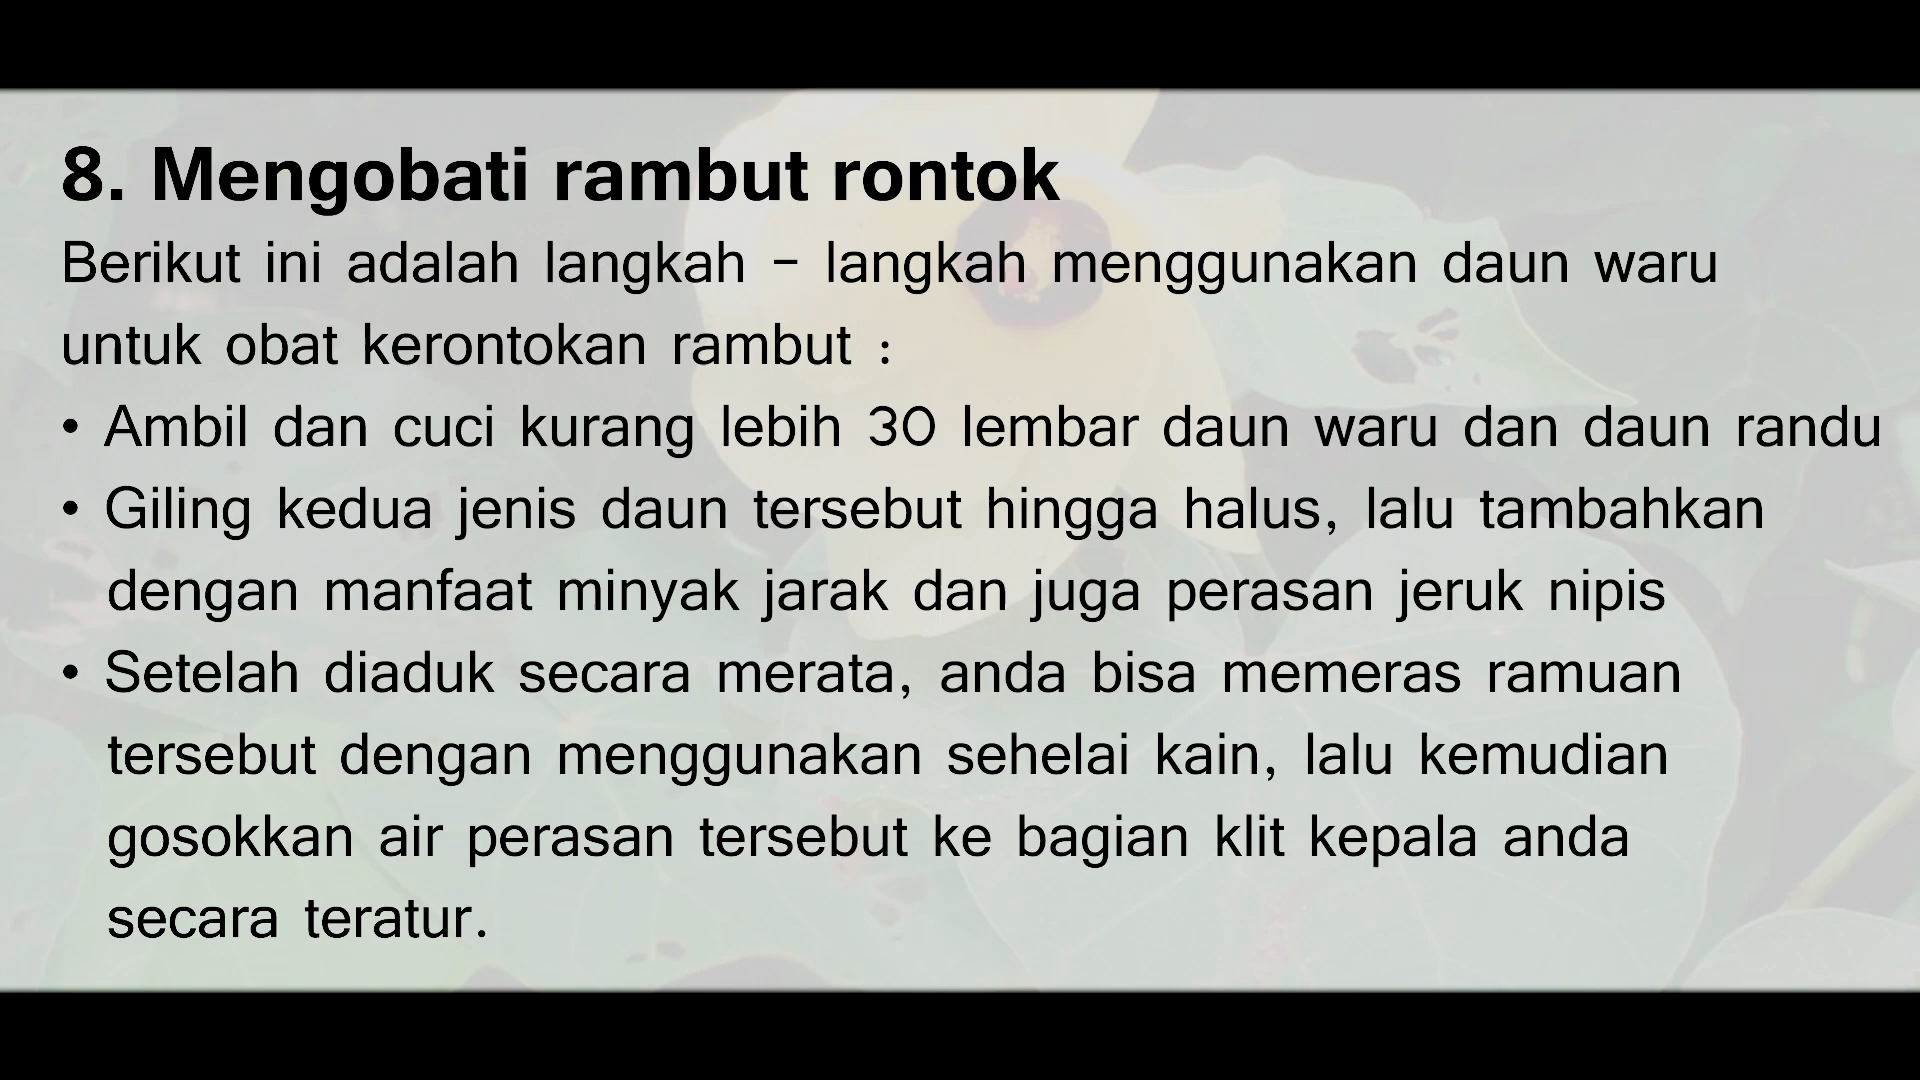 8. Mengobati rambut rontok
Berikut ini adalah langkah – langkah menggunakan daun waru
untuk obat kerontokan rambut :
• Ambil dan cuci kurang lebih 30 lembar daun waru dan daun randu
• Giling kedua jenis daun tersebut hingga halus, lalu tambahkan
dengan manfaat minyak jarak dan juga perasan jeruk nipis
• Setelah diaduk secara merata, anda bisa memeras ramuan
tersebut dengan menggunakan sehelai kain, lalu kemudian
gosokkan air perasan tersebut ke bagian klit kepala anda
secara teratur.